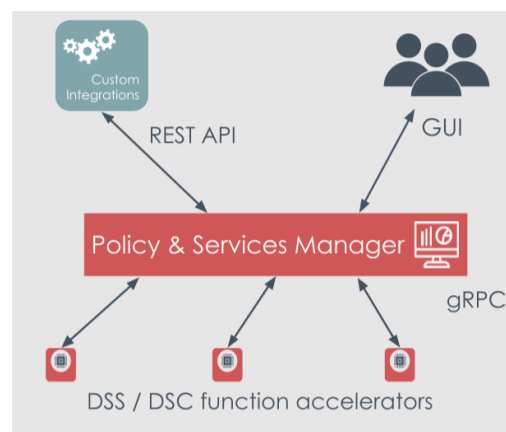 Custom
Integrations
REST API
GUI
Policy & Services Manager
gRPC
DSS / DSC function accelerators